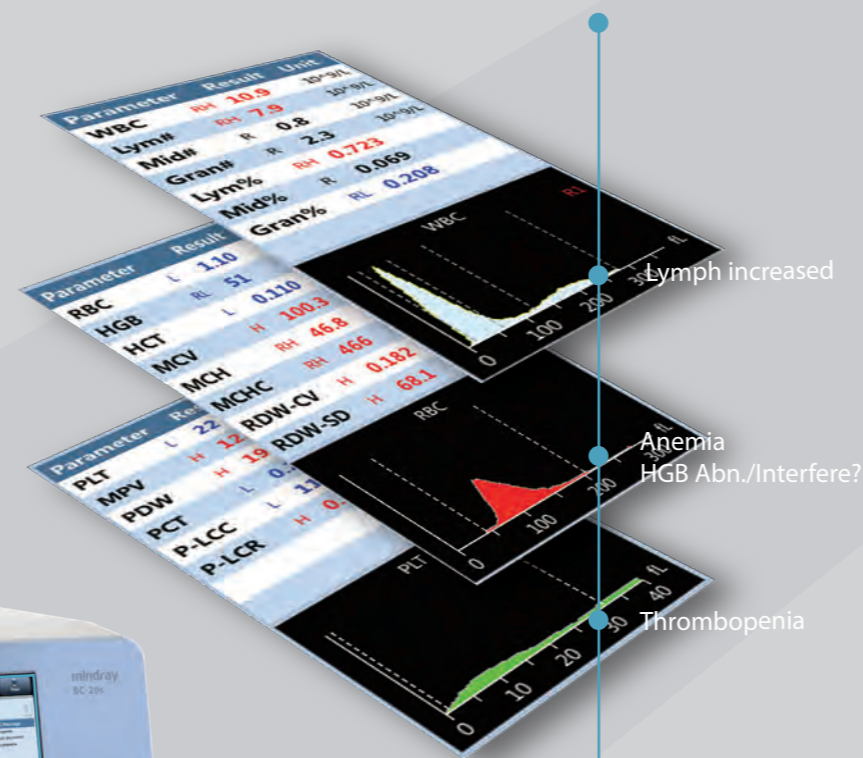 Parameter Result Unit
WBC RH 10.9 10^9/L
Lym# RH 7.9 10^9/L
Mid# R 0.8 10^9/L
Gran# R 2.3
Lym% RH 0.723
Mid% R 0.069
Gran% RL 0.208
WBC
R1
0 100 200 300 fL
Lymph increased
Parameter Result
RBC L 1.10
HGB RL 51
HCT L 0.110
MCV H 100.3
MCH RH 46.8
MCHC RH 466
RDW-CV H 0.182
RDW-SD H 68.1
RBC
0 100 200 300 fL
Anemia
HGB Abn./Interfere?
Parameter
PLT L 22
MPV H
PDW H
PCT L
P-LCC L
P-LCR H
PLT
0 10 20 30 40 fL
Thrombopenia
mindray